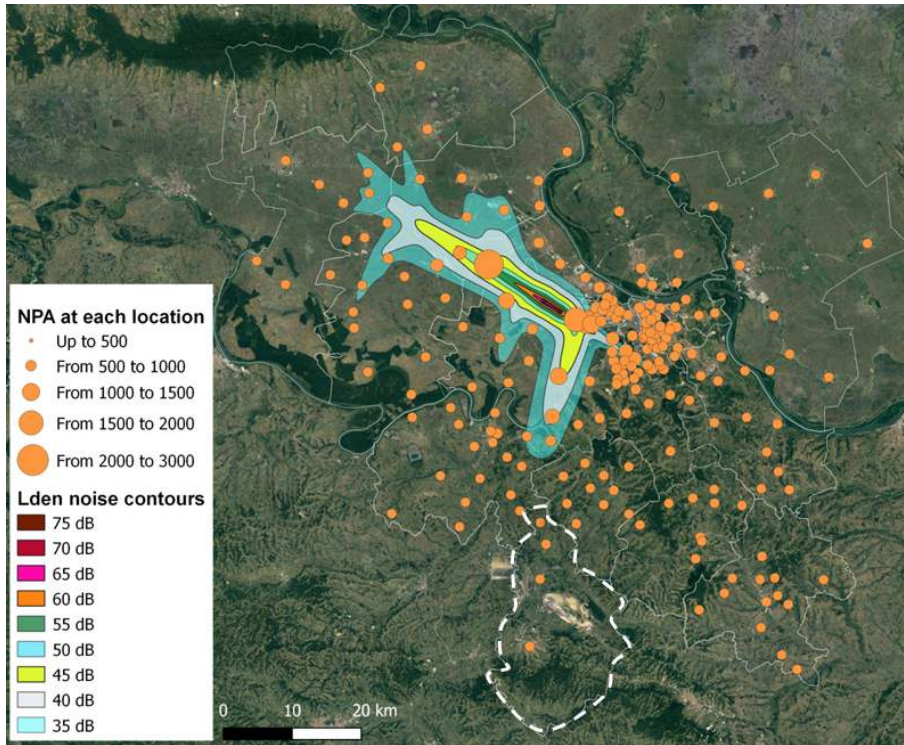 NPA at each location
Up to 500
From 500 to 1000
From 1000 to 1500
From 1500 to 2000
From 2000 to 3000
Lden noise contours
75 dB
70 dB
65 dB
60 dB
55 dB
50 dB
45 dB
40 dB
35 dB
0 10 20 km